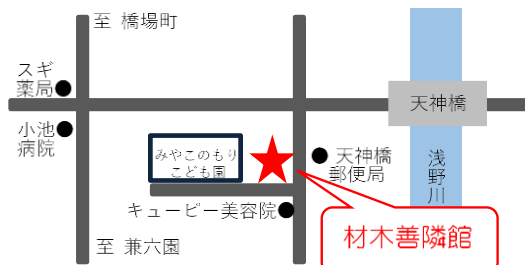 至 橋場町
スギ
薬局
天神橋
小池
病院
みやこのもり
こども園
天神橋
郵便局
浅野川
キューピー美容院
材木善隣館
至 兼六園